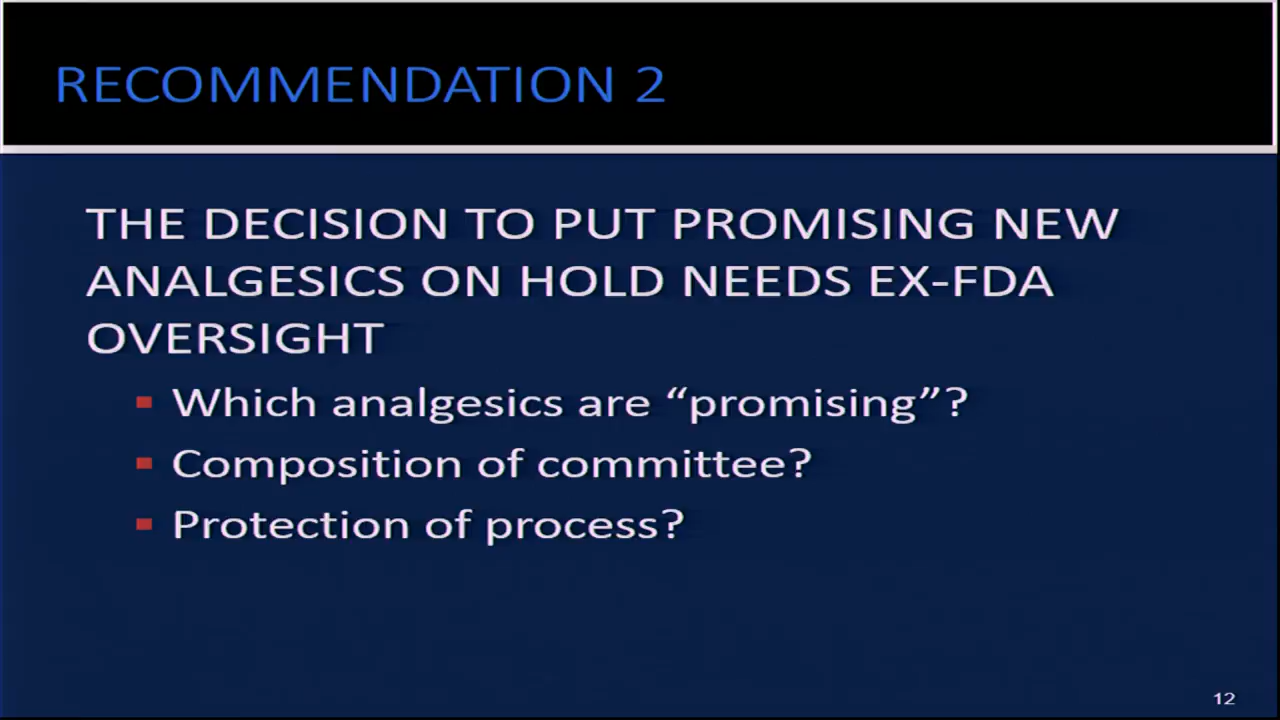 RECOMMENDATION 2
THE DECISION TO PUT PROMISING NEW
ANALGESICS ON HOLD NEEDS EX-FDA
OVERSIGHT
Which analgesics are “promising”?
Composition of committee?
Protection of process?
12